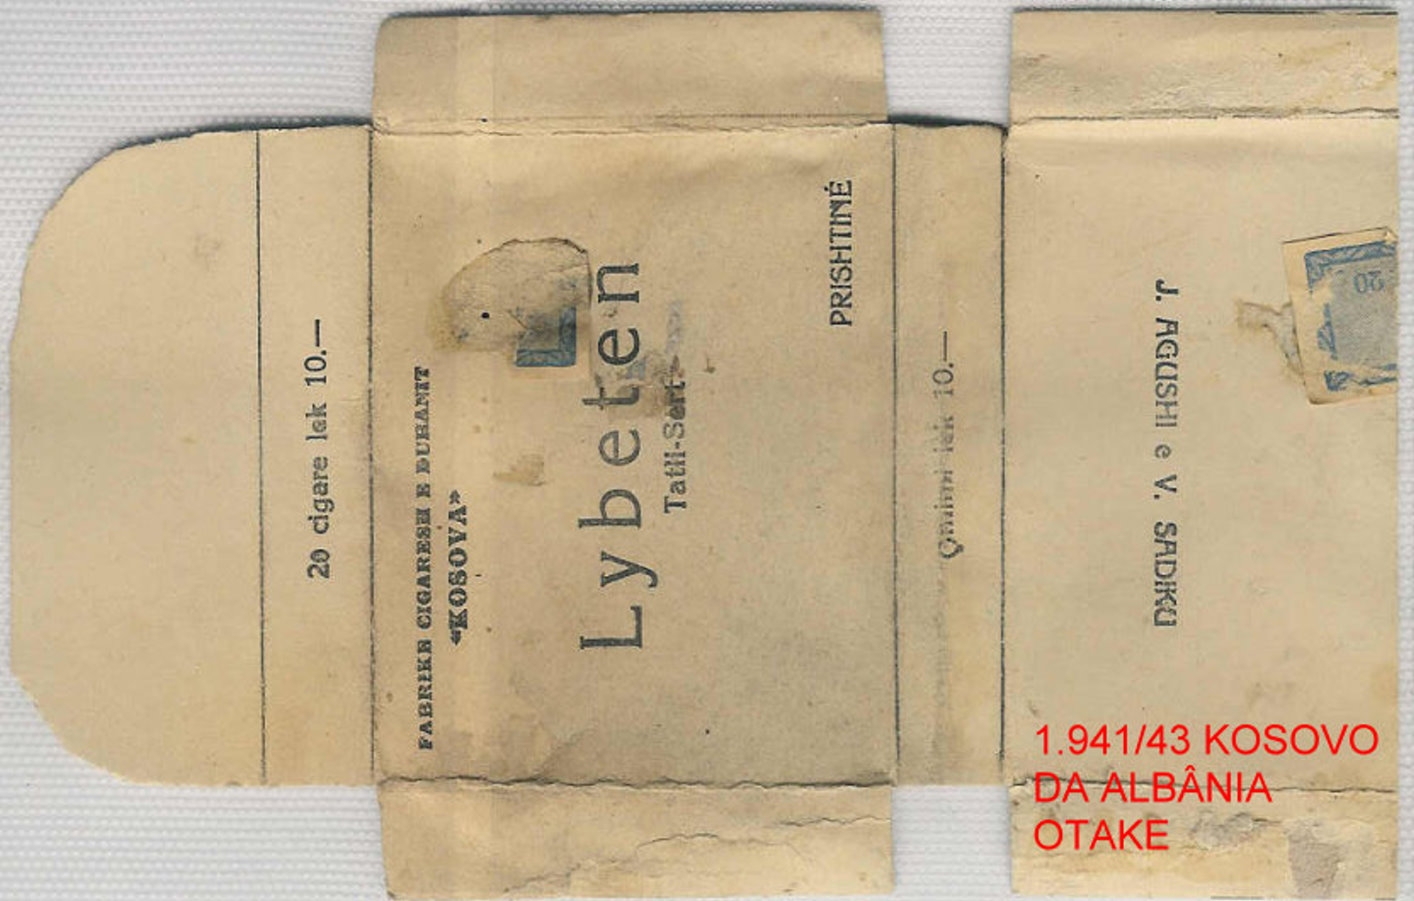 20 cigare lek 10.—
FABRIKE CIGARESH E DUHANIT
«KOSOVA»
Lybeten
Tatli-Sert
PRISHTINË
Çmimi lek 10.—
J. AGUSHI e V. SADIKU
20
1.941/43 KOSOVO
DA ALBÂNIA
OTAKE